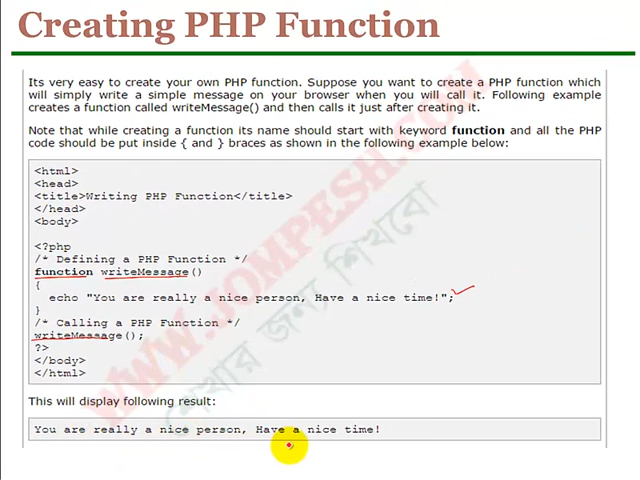 Creating PHP Function
Its very easy to create your own PHP function. Suppose you want to create a PHP function which
will simply write a simple message on your browser when you will call it. Following example
creates a function called writeMessage() and then calls it just after creating it.
Note that while creating a function its name should start with keyword function and all the PHP
code should be put inside { and } braces as shown in the following example below:
<html>
<head>
<title>Writing PHP Function</title>
</head>
<body>
<?php
/* Defining a PHP Function */
function writeMessage()
{
echo "You are really a nice person, Have a nice time!";
}
/* Calling a PHP Function */
writeMessage();
?>
</body>
</html>
This will display following result:
You are really a nice person, Have a nice time!
WWW.JOMPESH.COM
শেখার জন্য শিখবো